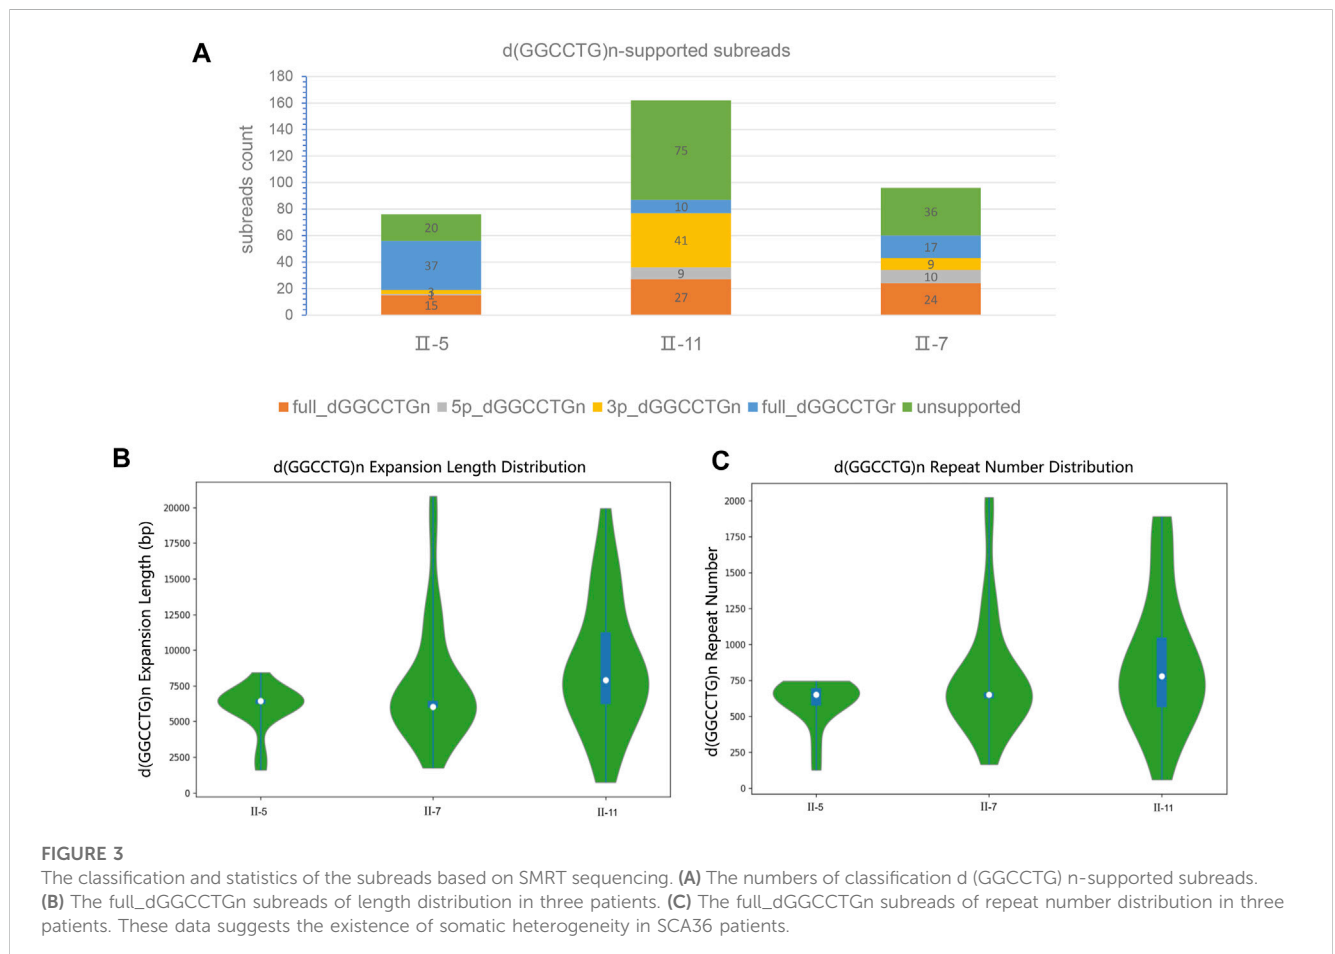 A
d(GGCCTG)n-supported subreads
subreads count
180
160
140
120
100
80
60
40
20
0
20
37
3
1
15
75
10
41
9
27
36
17
9
10
24
Ⅱ-5
Ⅱ-11
Ⅱ-7
full_dGGCCTGn 5p_dGGCCTGn 3p_dGGCCTGn full_dGGCCTGr unsupported
B
d(GGCCTG)n Expansion Length Distribution
d(GGCCTG)n Expansion Length (bp)
20000
17500
15000
12500
10000
7500
5000
2500
0
II-5
II-7
II-11
C
d(GGCCTG)n Repeat Number Distribution
d(GGCCTG)n Repeat Number
2000
1750
1500
1250
1000
750
500
250
0
II-5
II-7
II-11
FIGURE 3
The classification and statistics of the subreads based on SMRT sequencing. (A) The numbers of classification d (GGCCTG) n-supported subreads.
(B) The full_dGGCCTGn subreads of length distribution in three patients. (C) The full_dGGCCTGn subreads of repeat number distribution in three
patients. These data suggests the existence of somatic heterogeneity in SCA36 patients.